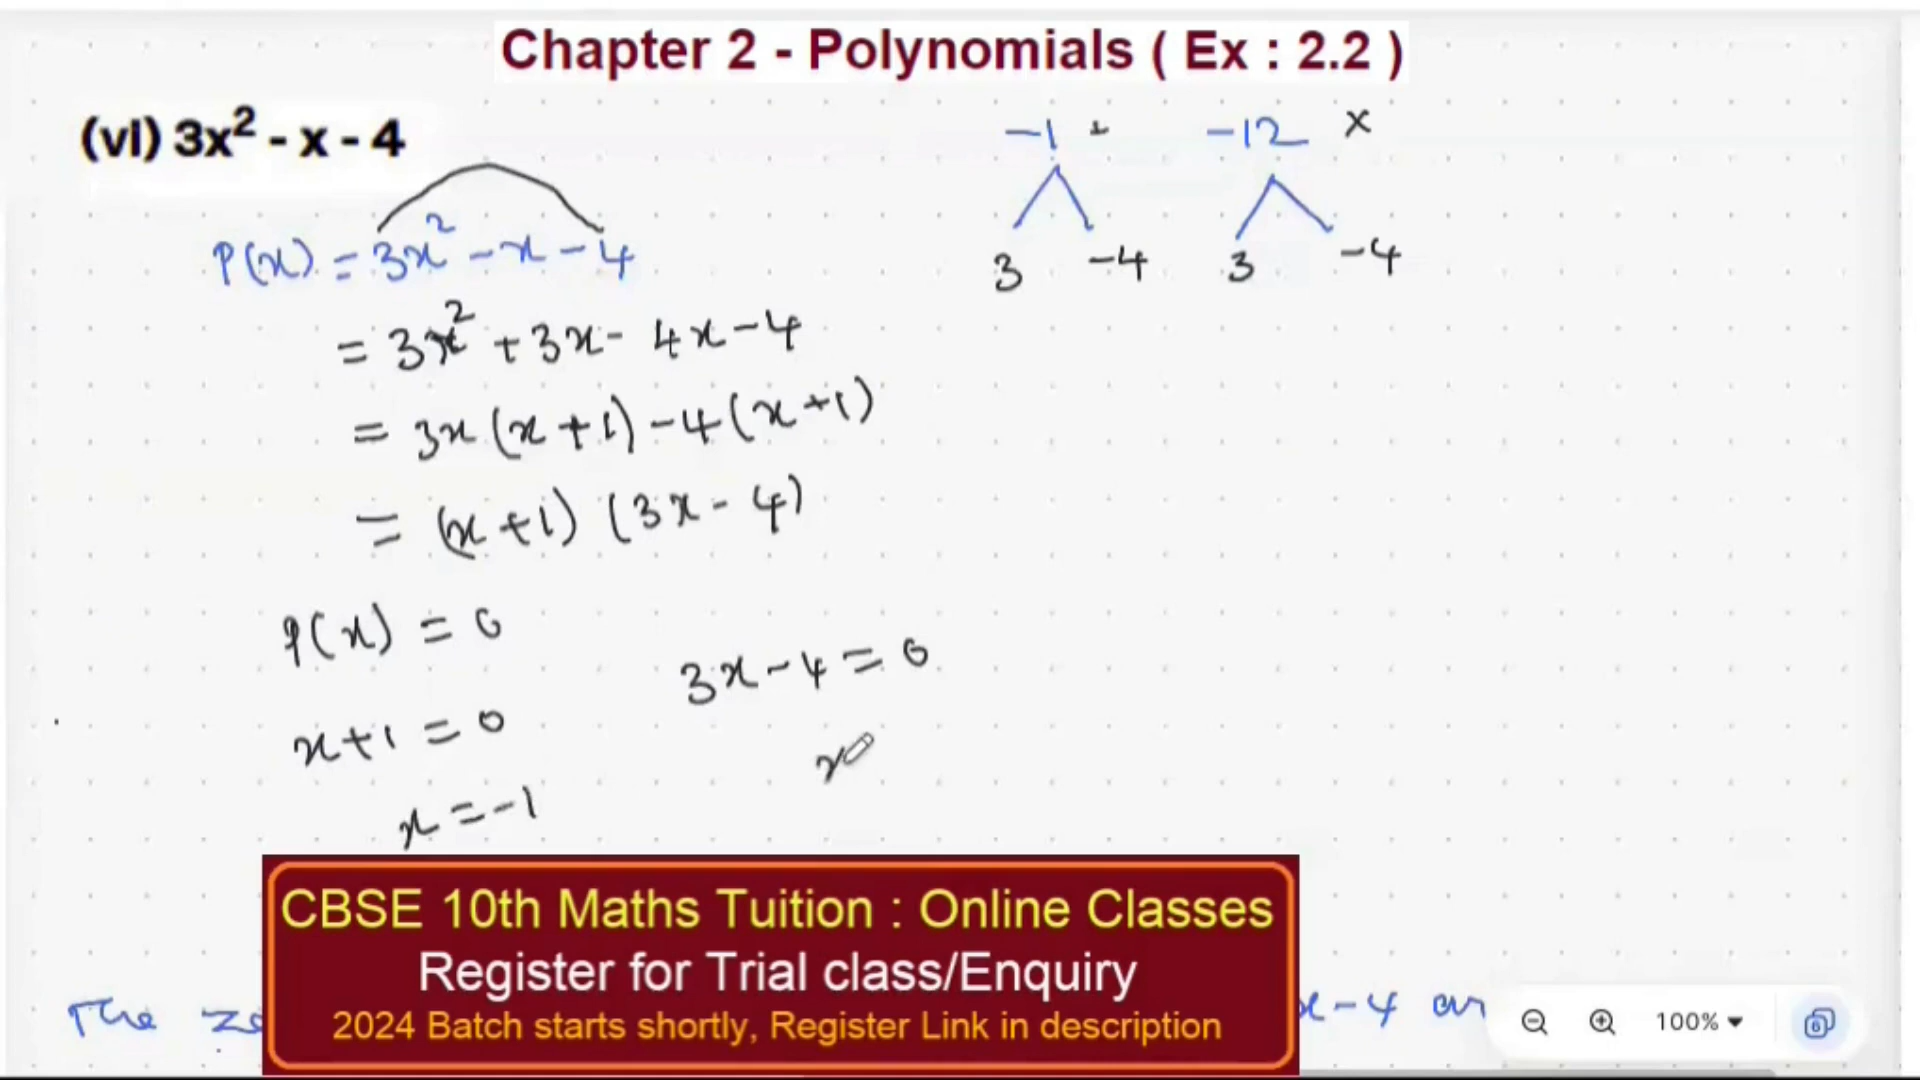 Chapter 2 - Polynomials ( Ex : 2.2 )
(vi) 3x² - x - 4
-1 + -12 x
3 -4 3 -4
P(x) = 3x² - x - 4
= 3x² + 3x - 4x - 4
= 3x (x + 1) - 4 (x + 1)
= (x + 1) (3x - 4)
P(x) = 0
3x - 4 = 0
x + 1 = 0
x
x = -1
CBSE 10th Maths Tuition : Online Classes
Register for Trial class/Enquiry
2024 Batch starts shortly, Register Link in description
The x - 4 ar
100%
6